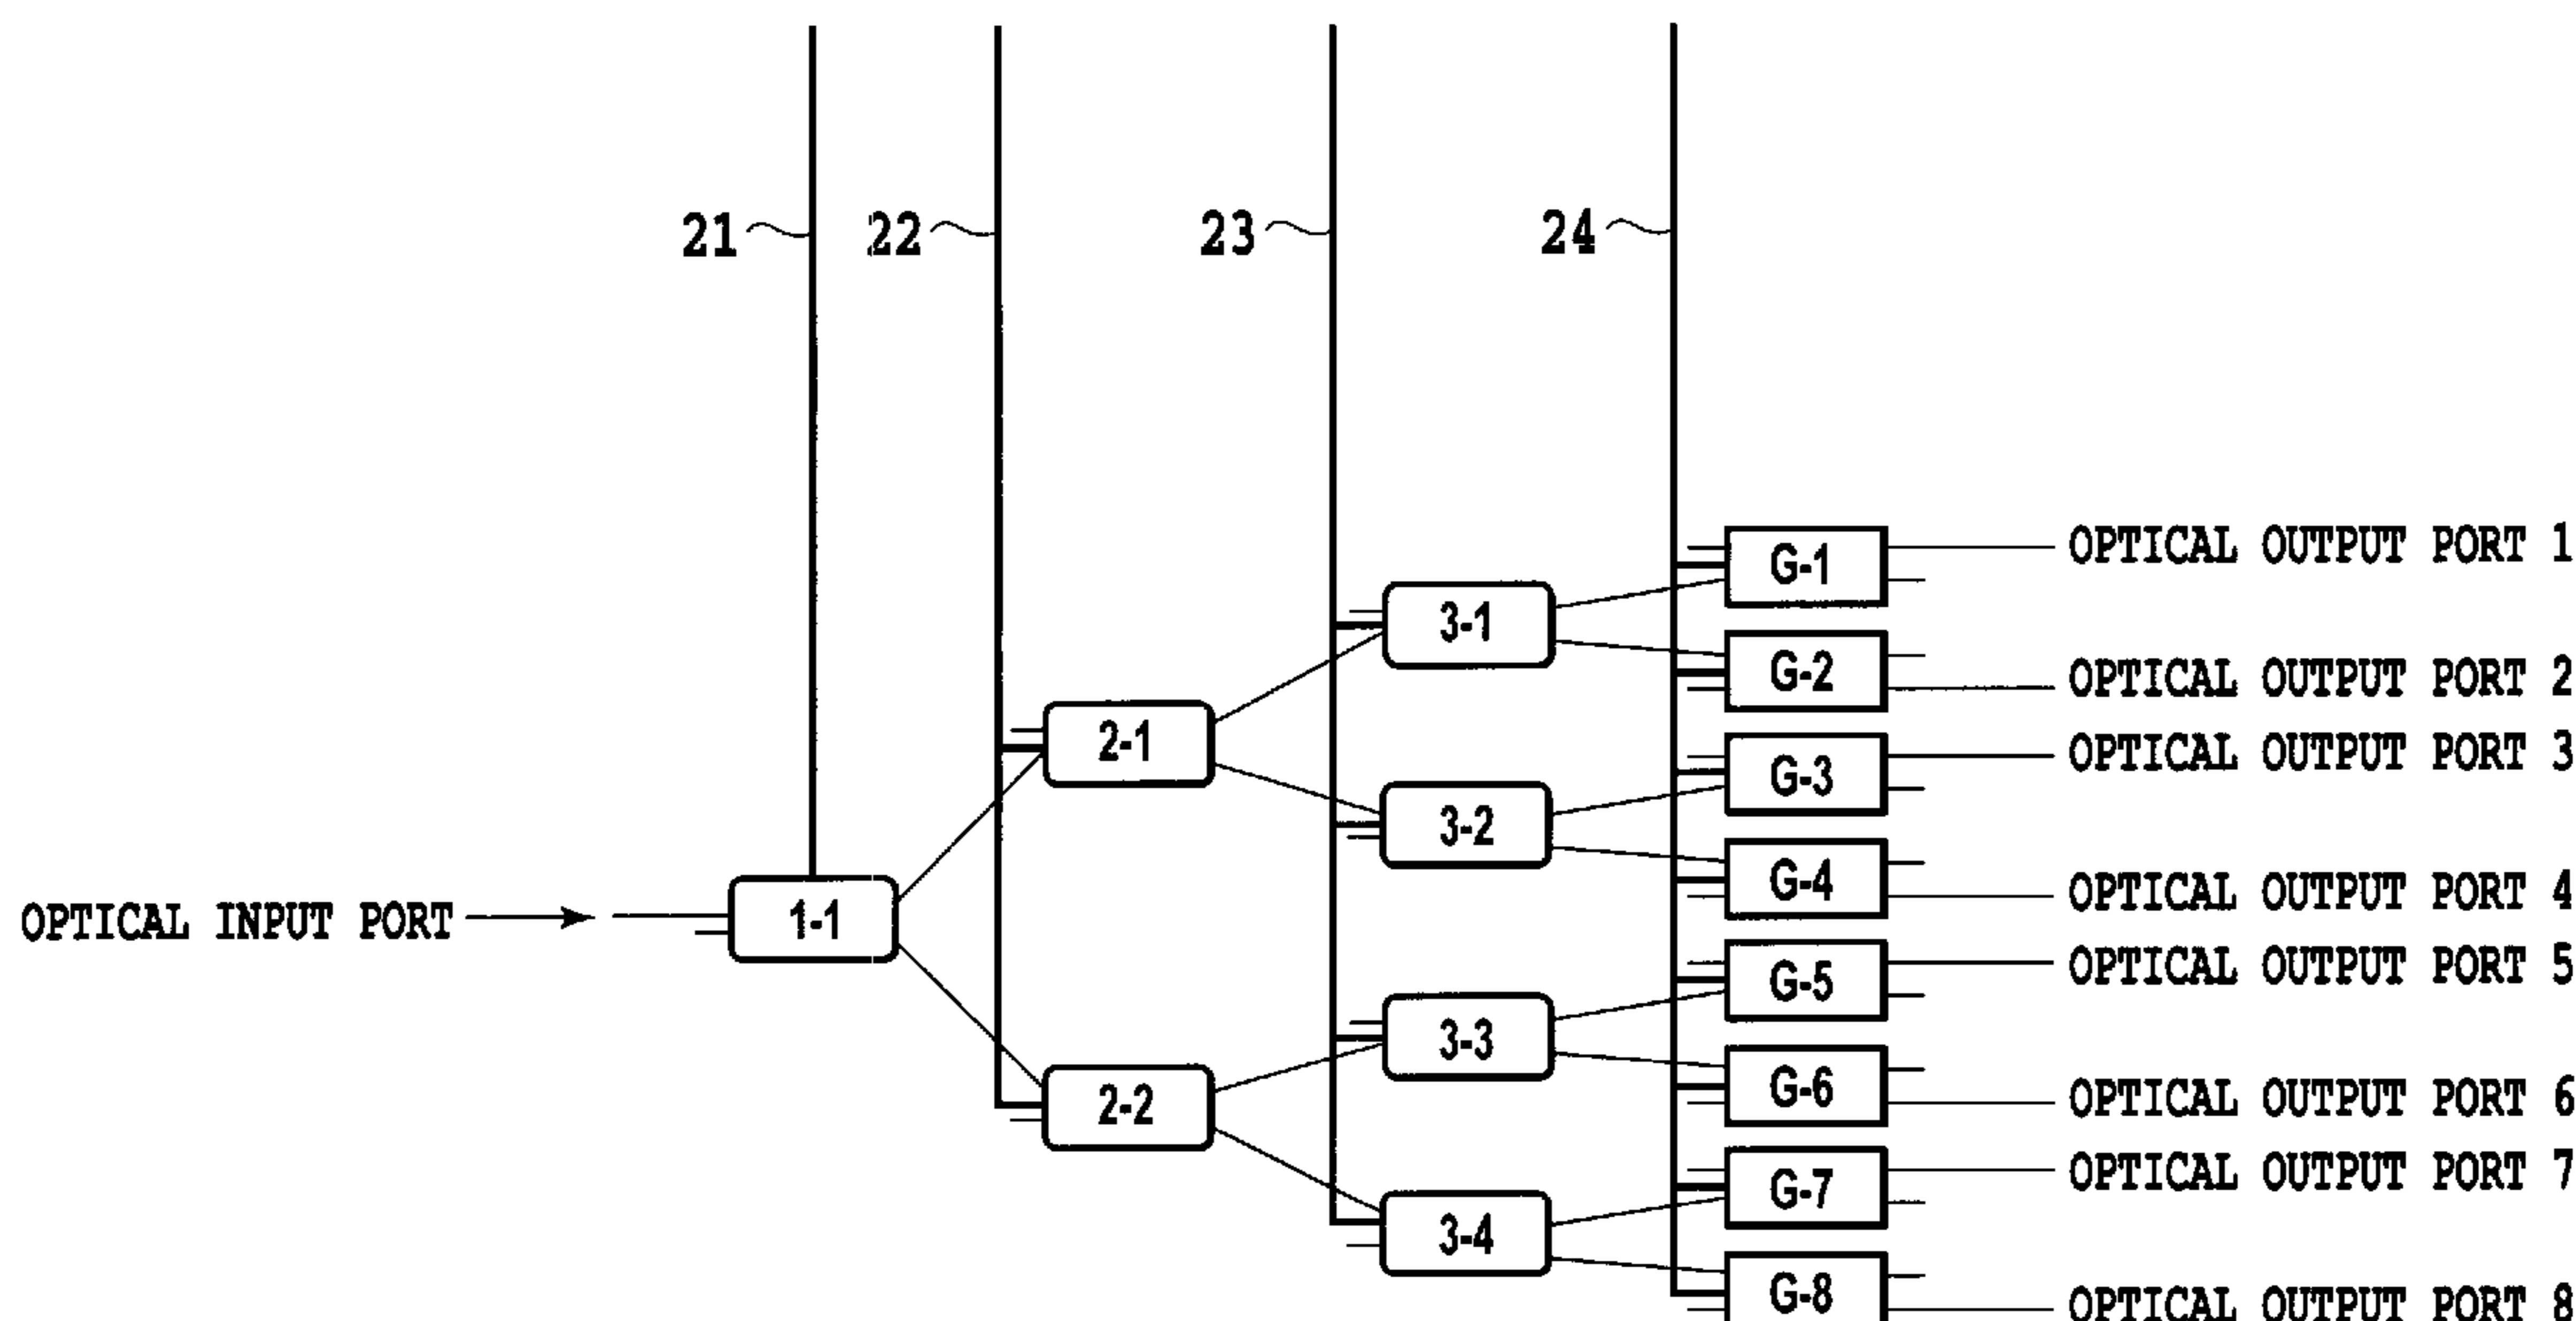 21
22
23
24
G-1
OPTICAL OUTPUT PORT 1
3-1
G-2
OPTICAL OUTPUT PORT 2
2-1
G-3
OPTICAL OUTPUT PORT 3
3-2
G-4
OPTICAL OUTPUT PORT 4
OPTICAL INPUT PORT
1-1
G-5
OPTICAL OUTPUT PORT 5
3-3
G-6
OPTICAL OUTPUT PORT 6
2-2
G-7
OPTICAL OUTPUT PORT 7
3-4
G-8
OPTICAL OUTPUT PORT 8